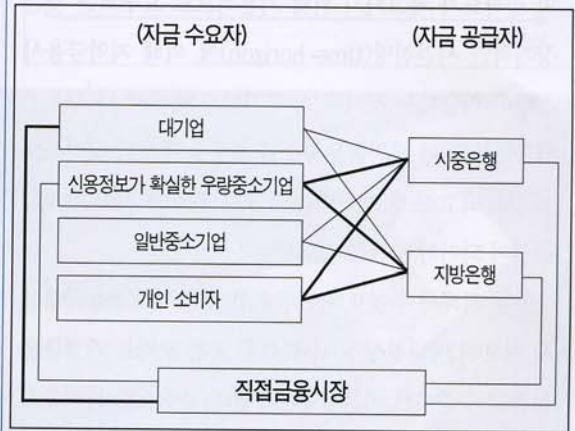 (자금 수요자) (자금 공급자)
대기업
시중은행
신용정보가 확실한 우량중소기업
일반중소기업
지방은행
개인 소비자
직접금융시장